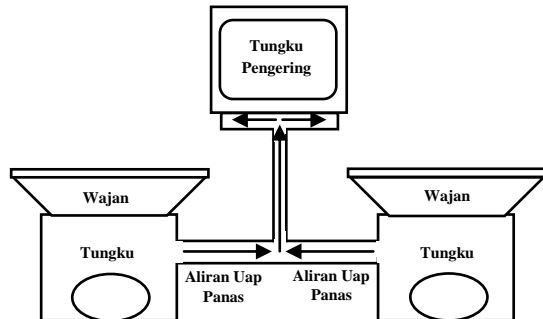 Tungku
Pengering
Wajan
Wajan
Tungku
Tungku
Aliran Uap
Panas
Aliran Uap
Panas